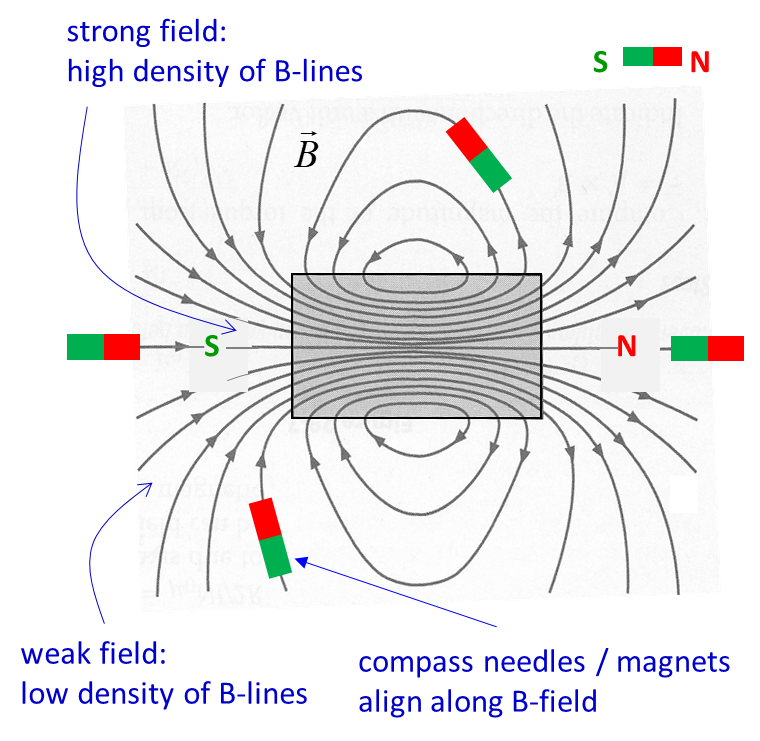 strong field:
high density of B-lines
S N
B
S
N
weak field:
low density of B-lines
compass needles / magnets
align along B-field